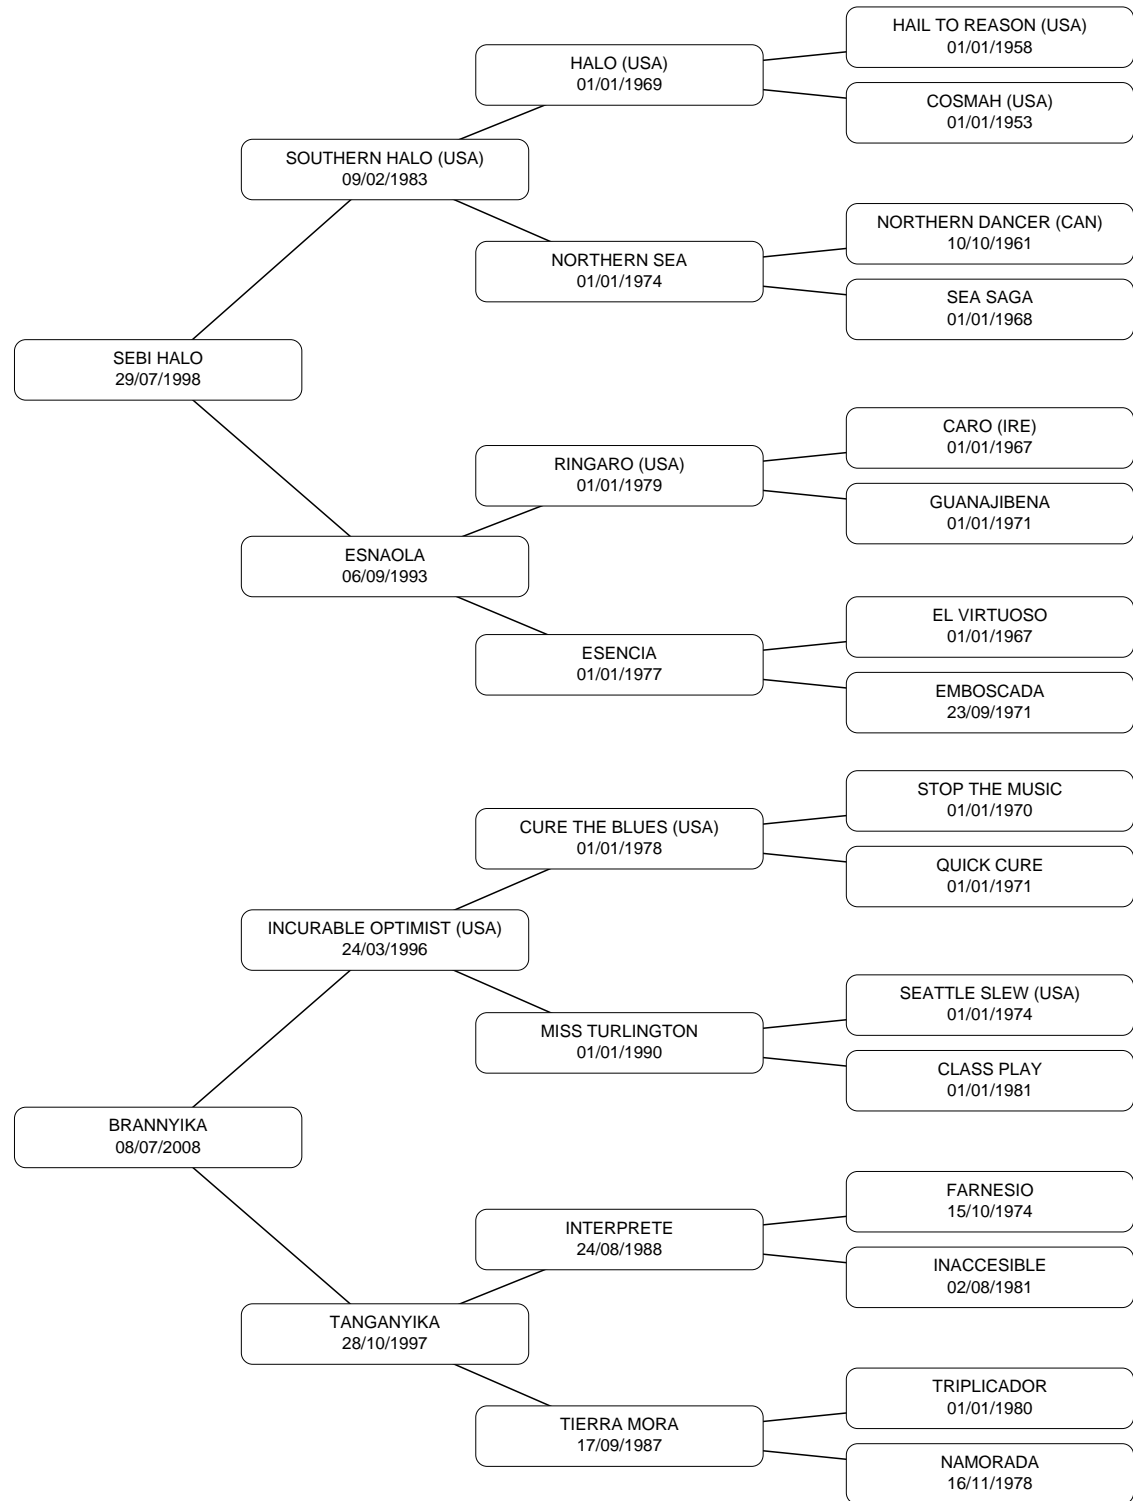 HAIL TO REASON (USA)
01/01/1958
HALO (USA)
01/01/1969
COSMAH (USA)
01/01/1953
SOUTHERN HALO (USA)
09/02/1983
NORTHERN DANCER (CAN)
10/10/1961
NORTHERN SEA
01/01/1974
SEA SAGA
01/01/1968
SEBI HALO
29/07/1998
CARO (IRE)
01/01/1967
RINGARO (USA)
01/01/1979
GUANAJIBENA
01/01/1971
ESNAOLA
06/09/1993
EL VIRTUOSO
01/01/1967
ESENCIA
01/01/1977
EMBOSCADA
23/09/1971
STOP THE MUSIC
01/01/1970
CURE THE BLUES (USA)
01/01/1978
QUICK CURE
01/01/1971
INCURABLE OPTIMIST (USA)
24/03/1996
SEATTLE SLEW (USA)
01/01/1974
MISS TURLINGTON
01/01/1990
CLASS PLAY
01/01/1981
BRANNYIKA
08/07/2008
FARNESIO
15/10/1974
INTERPRETE
24/08/1988
INACCESIBLE
02/08/1981
TANGANYIKA
28/10/1997
TRIPLICADOR
01/01/1980
TIERRA MORA
17/09/1987
NAMORADA
16/11/1978